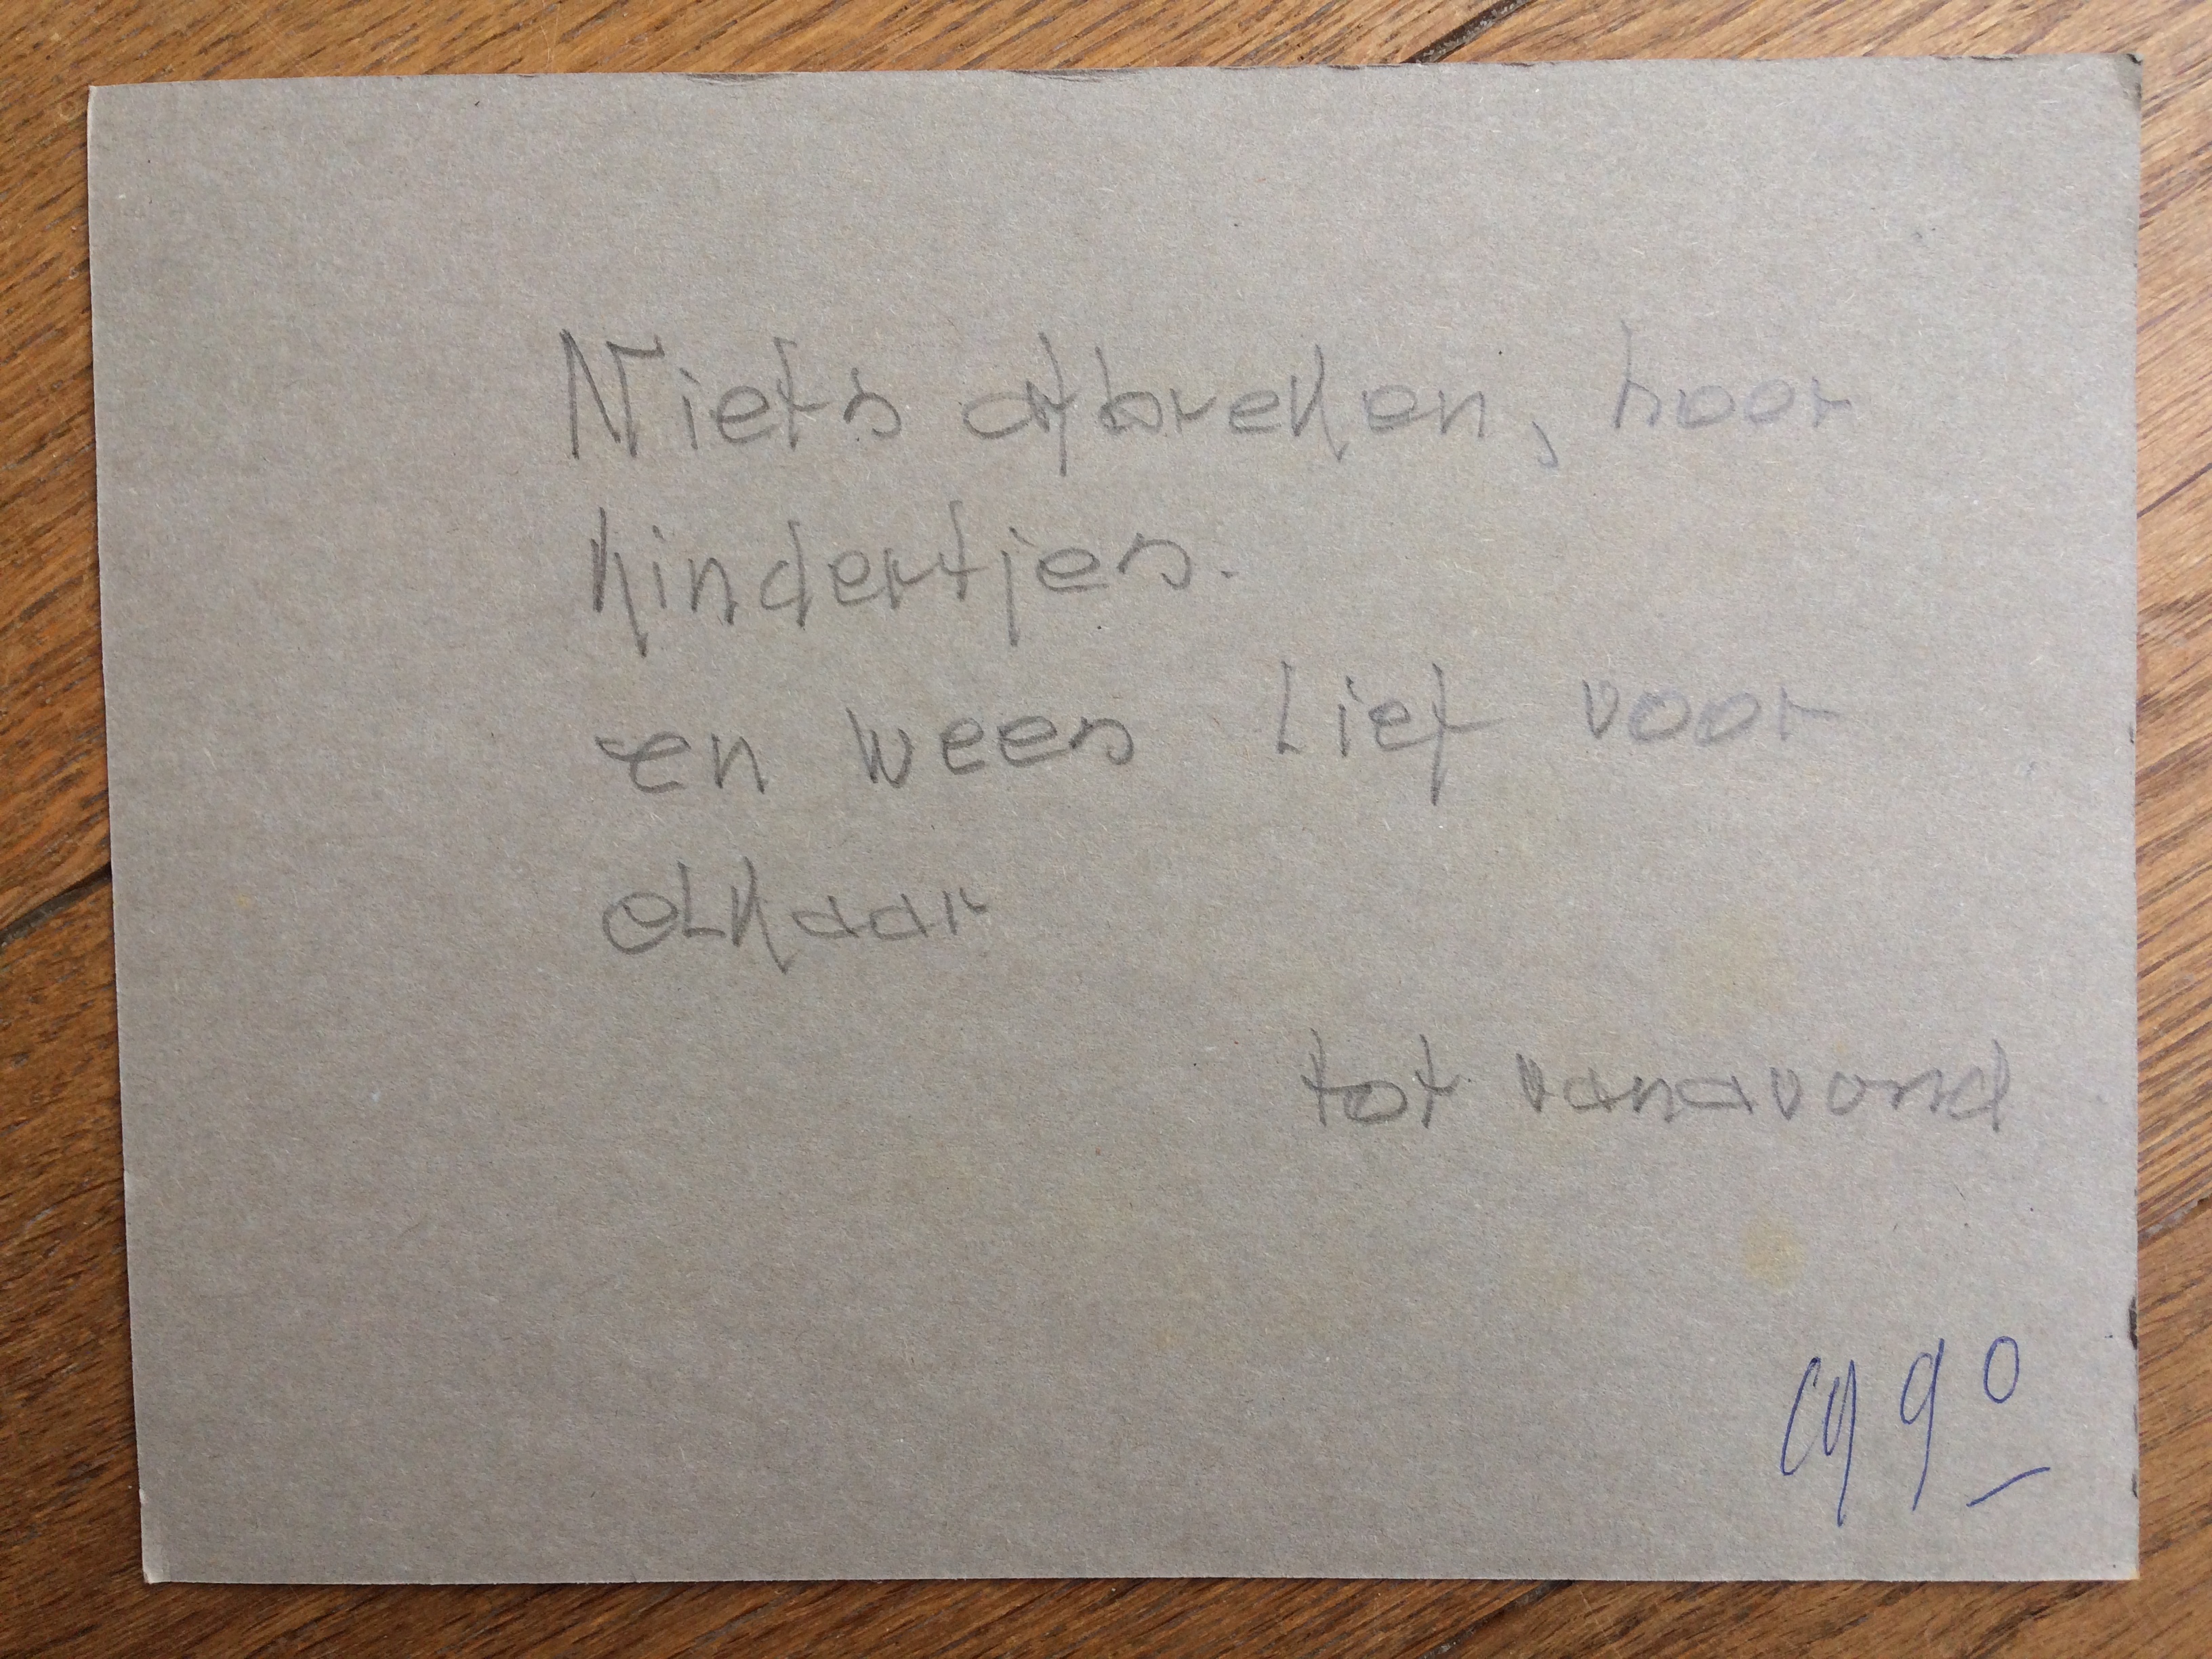 Niets afbreken, hoor
kindertjes.
en wees Lief voor
eLkaar
tot vanavond